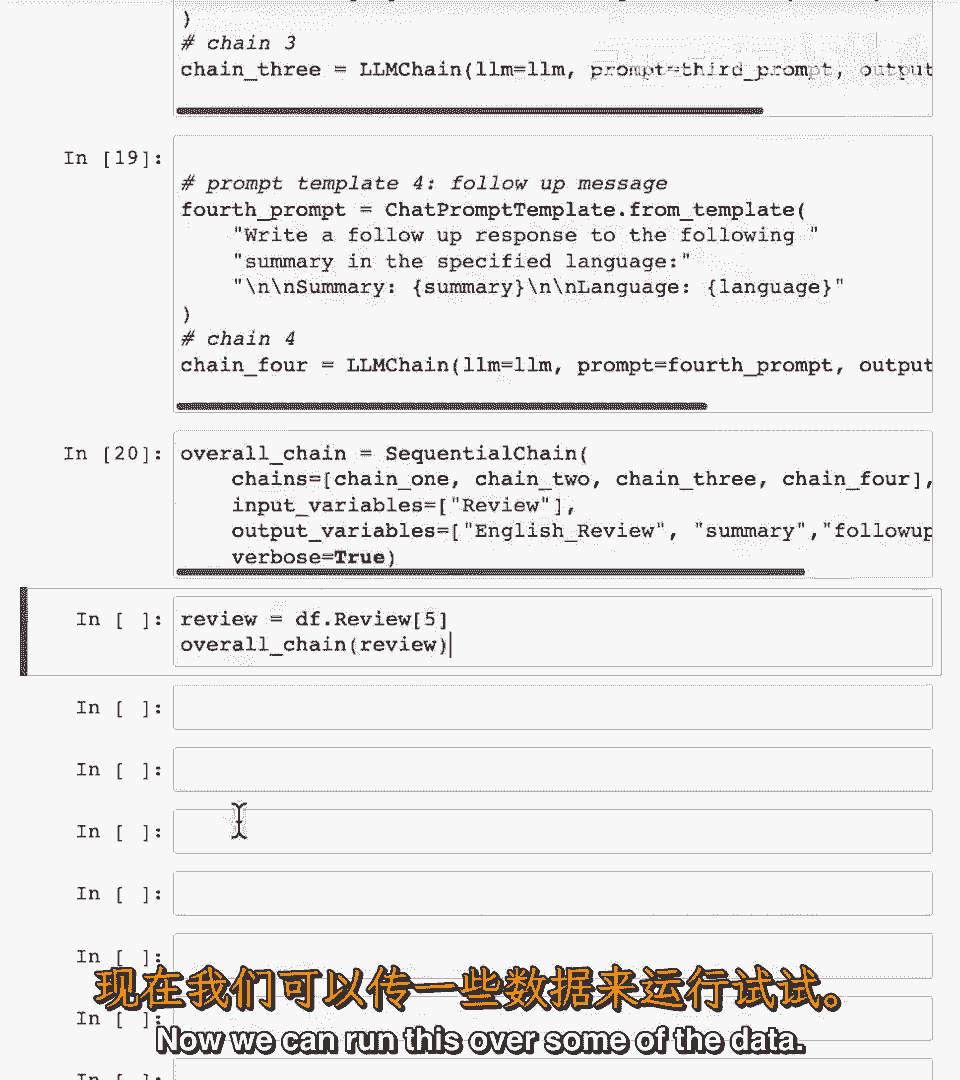 )
# chain 3
chain_three = LLMChain(llm=llm, prompt=third_prompt, output
In [19]:
# prompt template 4: follow up message
fourth_prompt = ChatPromptTemplate.from_template(
    "Write a follow up response to the following "
    "summary in the specified language:"
    "\n\nSummary: {summary}\n\nLanguage: {language}"
)
# chain 4
chain_four = LLMChain(llm=llm, prompt=fourth_prompt, output
In [20]:
overall_chain = SequentialChain(
    chains=[chain_one, chain_two, chain_three, chain_four],
    input_variables=["Review"],
    output_variables=["English_Review", "summary","followup
    verbose=True)
In [ ]:
review = df.Review[5]
overall_chain(review)
In [ ]:
In [ ]:
In [ ]:
In [ ]:
In [ ]:
现在我们可以传一些数据来运行试试。
In [ ]:
Now we can run this over some of the data.
In [ ]: